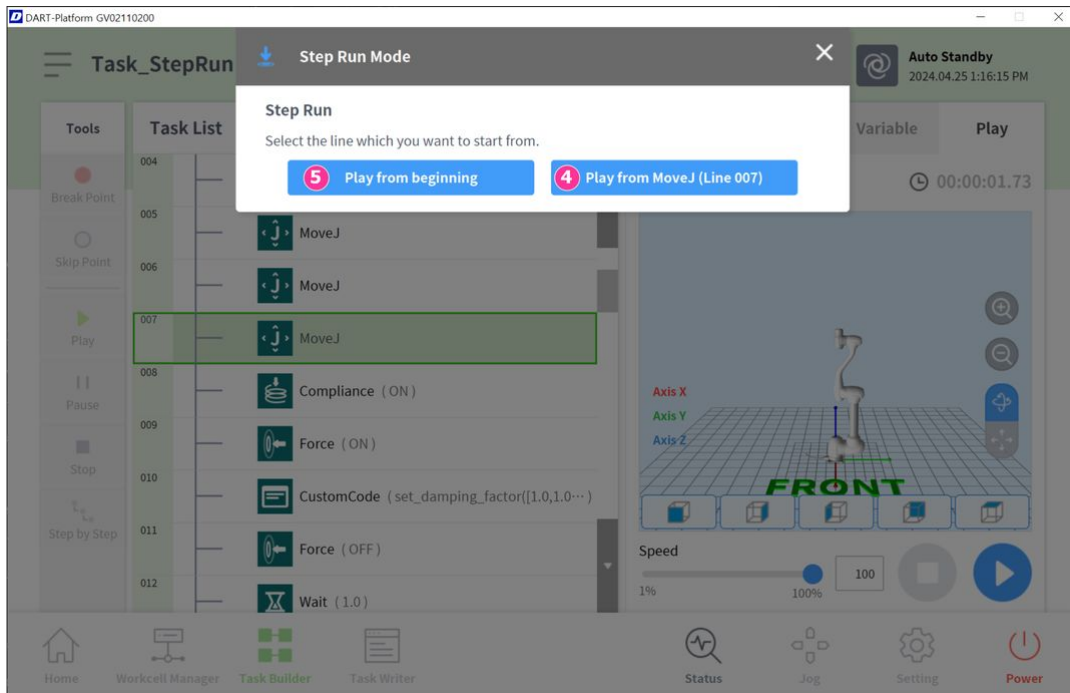 DART-Platform GV02110200
Task_StepRun
Step Run Mode
Auto Standby
2024.04.25 1:16:15 PM
Step Run
Select the line which you want to start from.
5 Play from beginning
4 Play from MoveJ (Line 007)
Tools
Task List
Variable
Play
00:00:01.73
Break Point
Skip Point
Play
Pause
Stop
Step by Step
004
005 MoveJ
006 MoveJ
007 MoveJ
008 Compliance (ON)
009 Force (ON)
010 CustomCode (set_damping_factor([1.0,1.0⋯)
011 Force (OFF)
012 Wait (1.0)
Axis X
Axis Y
Axis Z
FRONT
Speed
1%
100%
100
Home
Workcell Manager
Task Builder
Task Writer
Status
Jog
Setting
Power